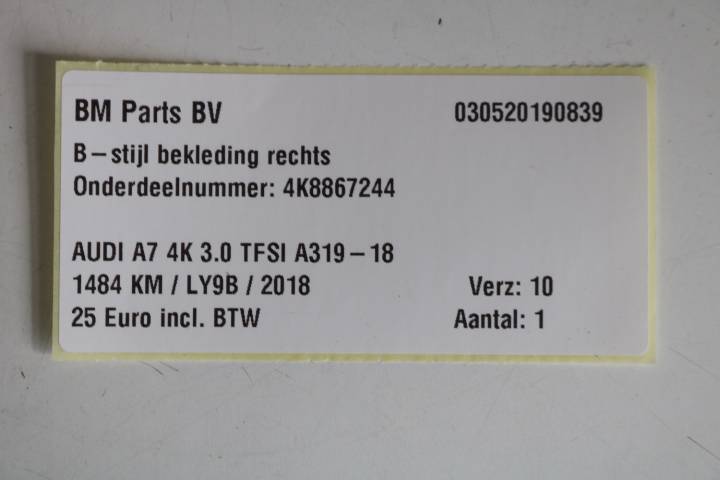 BM Parts BV 030520190839
B-stijl bekleding rechts
Onderdeelnummer: 4K8867244
AUDI A7 4K 3.0 TFSI A319-18
1484 KM / LY9B / 2018 Verz: 10
25 Euro incl. BTW Aantal: 1